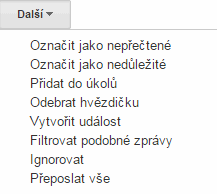 Další
Označit jako nepřečtené
Označit jako nedůležité
Přidat do úkolů
Odebrat hvězdičku
Vytvořit událost
Filtrovat podobné zprávy
Ignorovat
Přeposlat vše